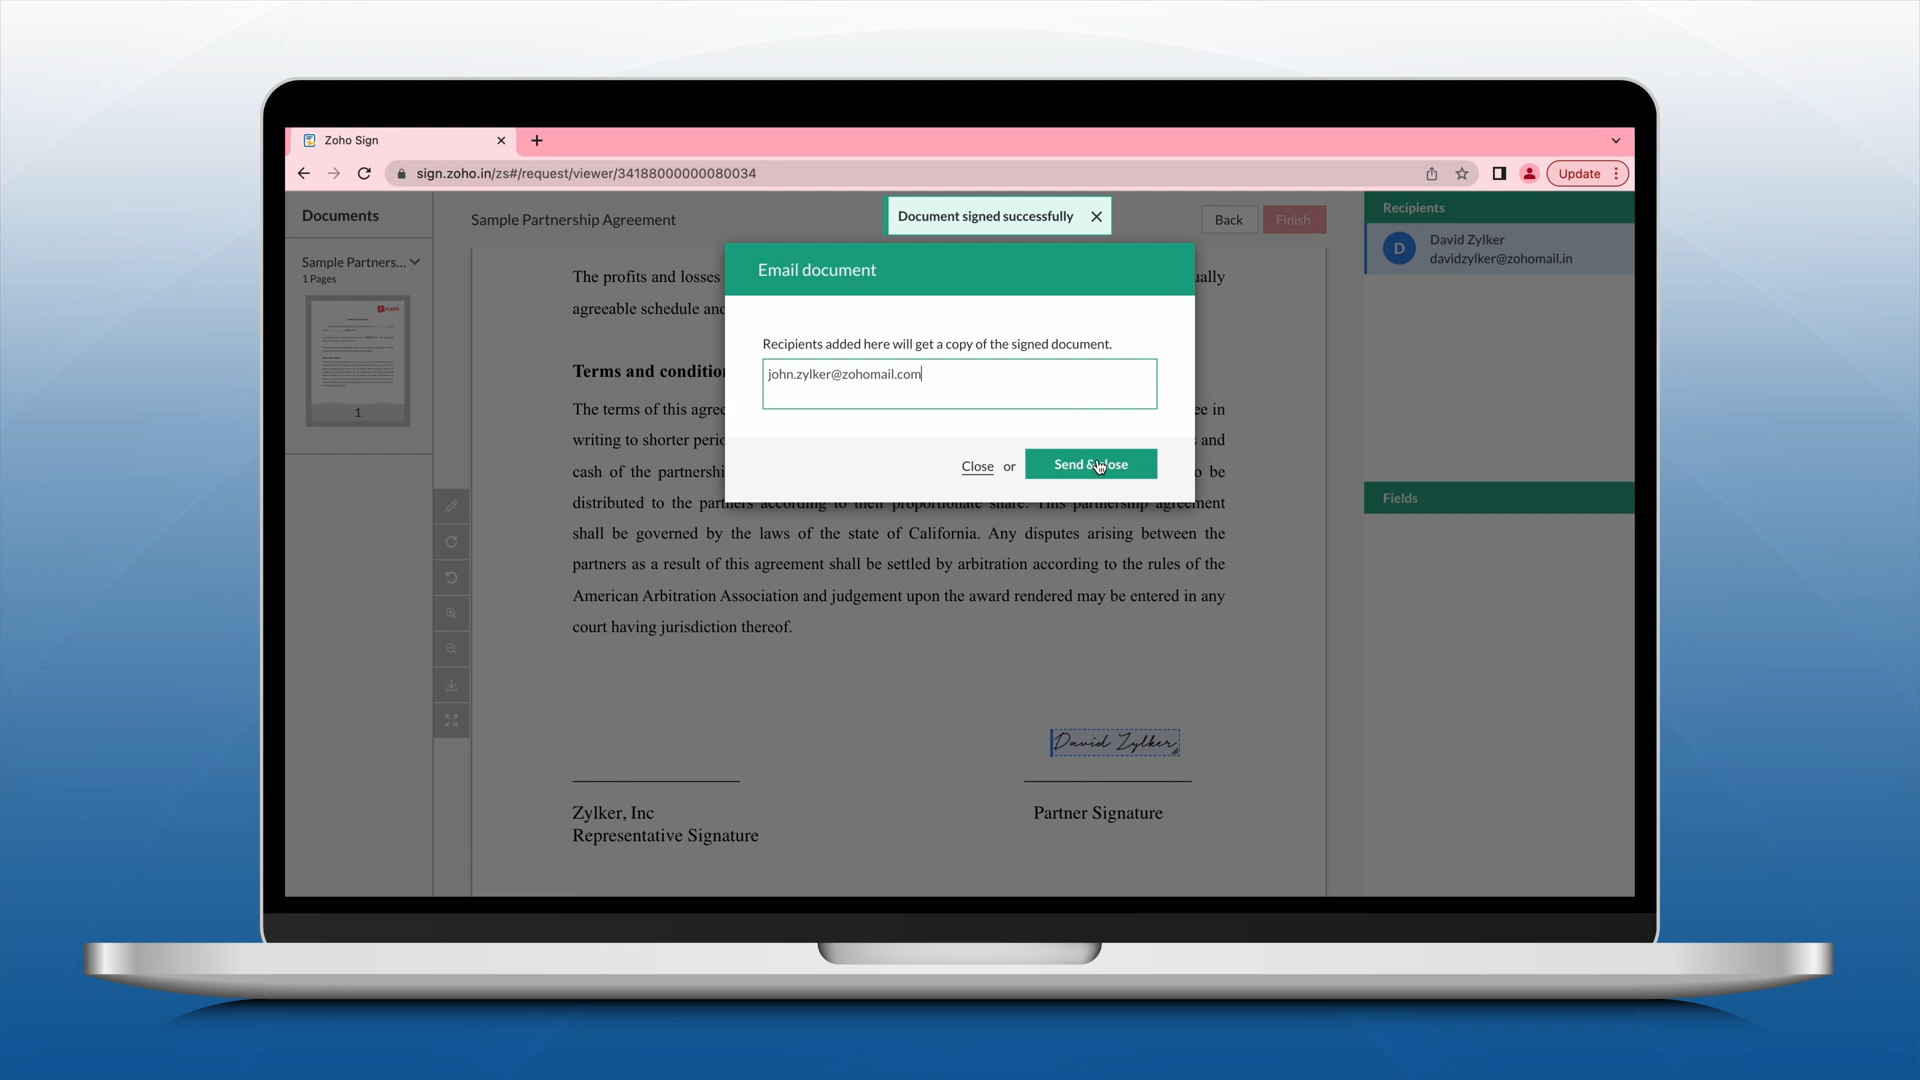 Zoho Sign
sign.zoho.in/zs#/request/viewer/34188000000080034
Update
Documents
Sample Partnership Agreement
Document signed successfully
Back
Finish
Recipients
David Zylker
davidzylker@zohomail.in
D
Sample Partners...
1 Pages
ZYLKER
1
Email document
Recipients added here will get a copy of the signed document.
john.zylker@zohomail.com
Close or
Send &
The profits and losses
ually
agreeable schedule and
Terms and condition
The terms of this agree
ee in
writing to shorter perio
s and
cash of the partnershi
o be
distributed to the partners according to their proportionate share. This partnership agreement
shall be governed by the laws of the state of California. Any disputes arising between the
partners as a result of this agreement shall be settled by arbitration according to the rules of the
American Arbitration Association and judgement upon the award rendered may be entered in any
court having jurisdiction thereof.
David Zylker
Zylker, Inc
Representative Signature
Partner Signature
Fields